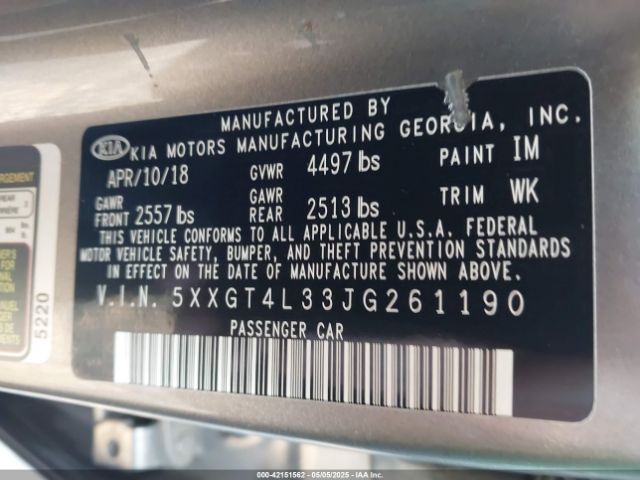 MANUFACTURED BY
KIA KIA MOTORS MANUFACTURING GEORGIA, INC.
APR/10/18 GVWR 4497 lbs PAINT IM
GAWR FRONT 2557 lbs GAWR REAR 2513 lbs TRIM WK
THIS VEHICLE CONFORMS TO ALL APPLICABLE U.S.A. FEDERAL
MOTOR VEHICLE SAFETY, BUMPER, AND THEFT PREVENTION STANDARDS
IN EFFECT ON THE DATE OF MANUFACTURE SHOWN ABOVE.
V.I.N. 5XXGT4L33JG261190
PASSENGER CAR
5220
000-42151562 05/05/2025 IAAI.com